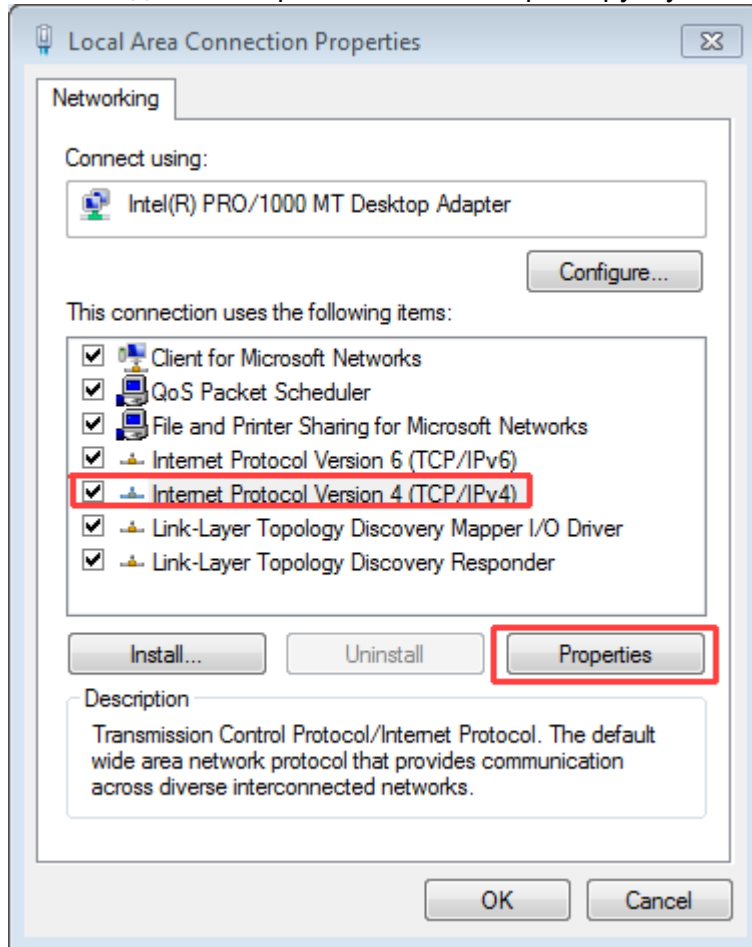 Local Area Connection Properties
Networking
Connect using:
Intel(R) PRO/1000 MT Desktop Adapter
Configure...
This connection uses the following items:
Client for Microsoft Networks
QoS Packet Scheduler
File and Printer Sharing for Microsoft Networks
Internet Protocol Version 6 (TCP/IPv6)
Internet Protocol Version 4 (TCP/IPv4)
Link-Layer Topology Discovery Mapper I/O Driver
Link-Layer Topology Discovery Responder
Install... Uninstall Properties
Description
Transmission Control Protocol/Internet Protocol. The default
wide area network protocol that provides communication
across diverse interconnected networks.
OK Cancel